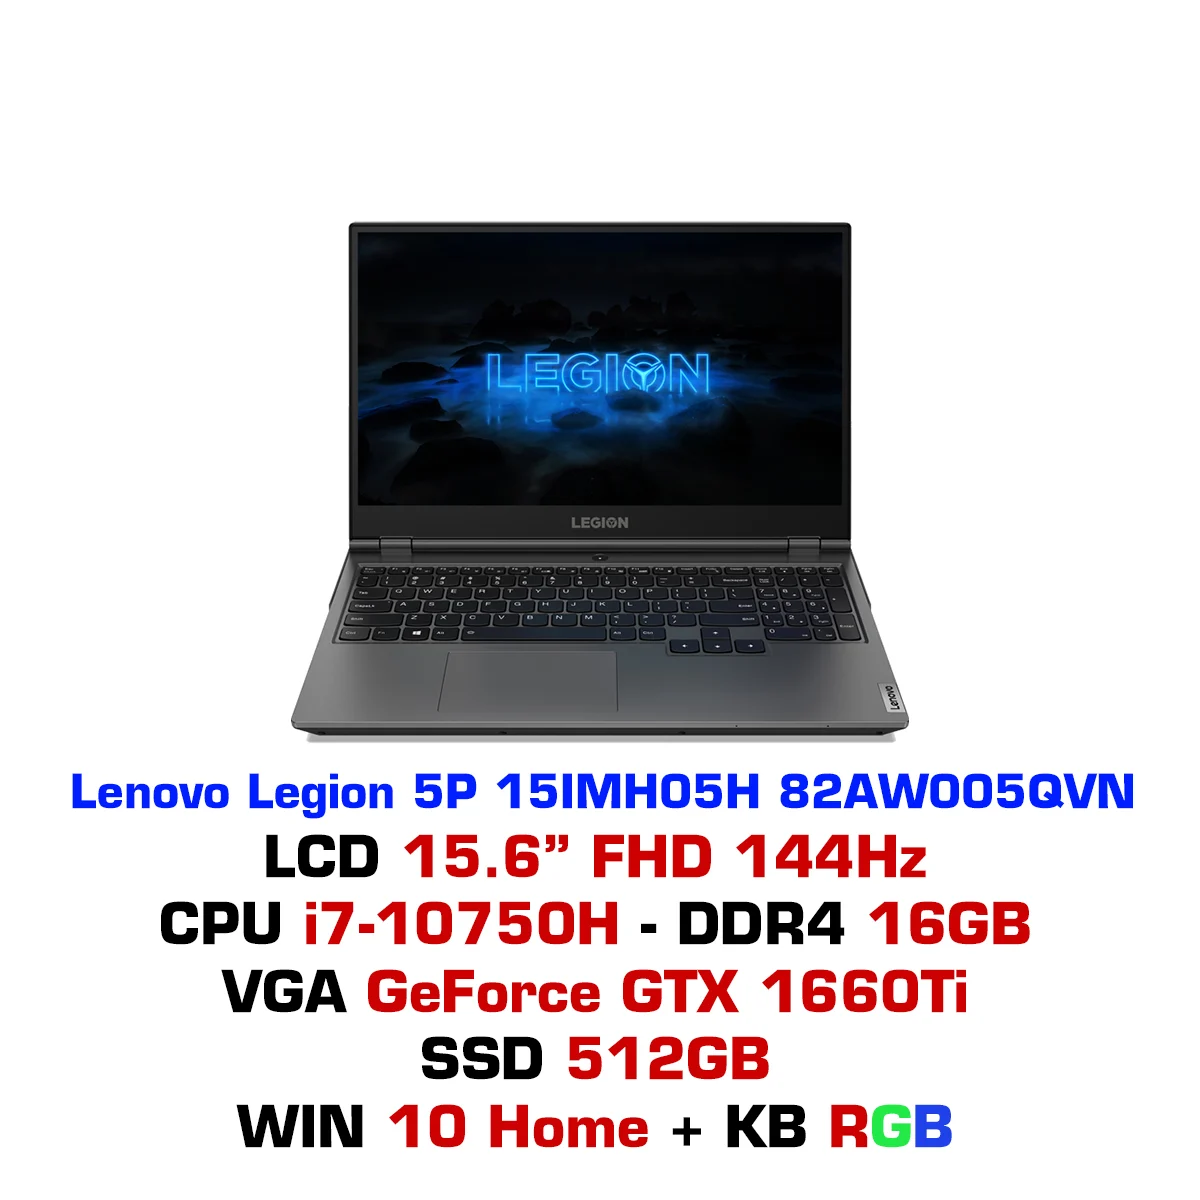 LEGION
LEGION
Lenovo
Lenovo Legion 5P 15IMH05H 82AW005QVN
LCD 15.6” FHD 144Hz
CPU i7-10750H - DDR4 16GB
VGA GeForce GTX 1660Ti
SSD 512GB
WIN 10 Home + KB RGB